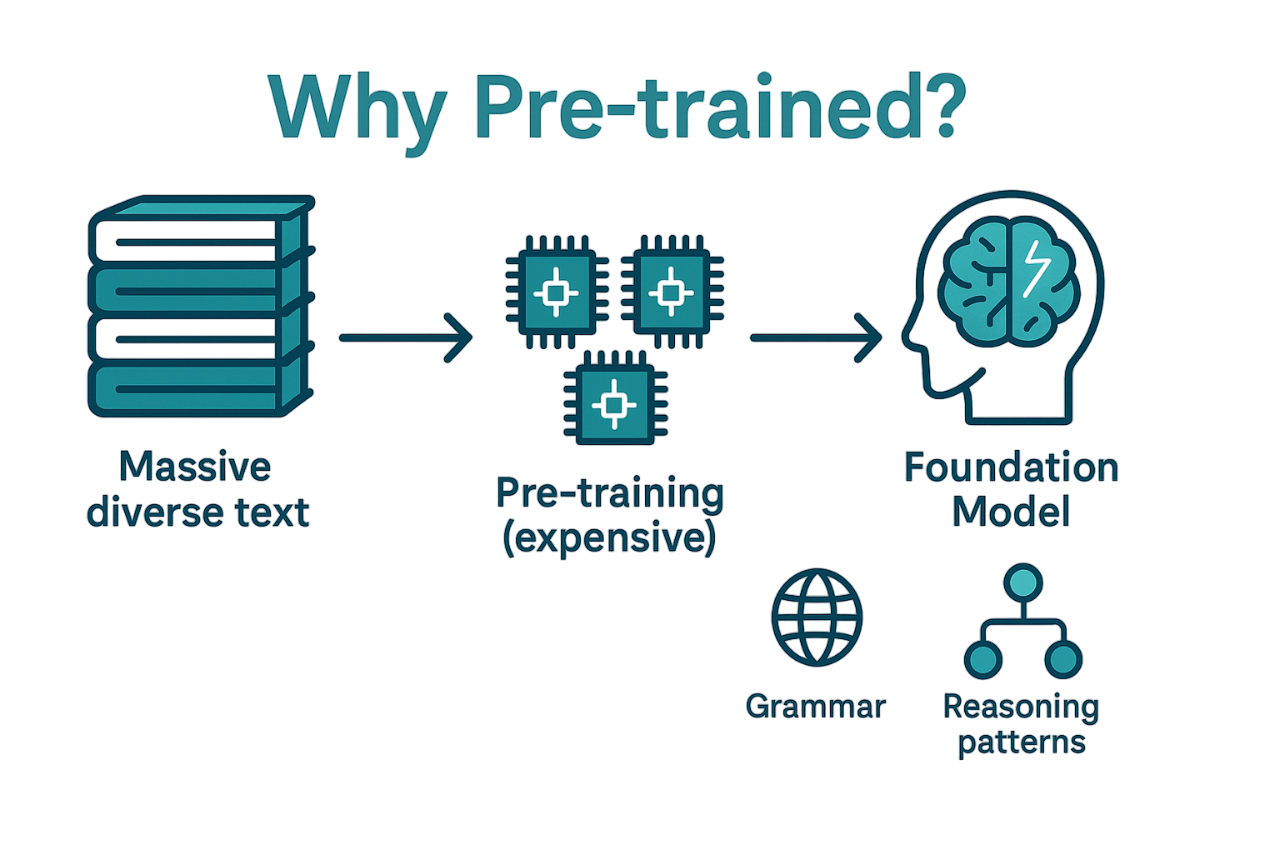 Why Pre-trained?
Massive
diverse text
Pre-training
(expensive)
Foundation
Model
Grammar
Reasoning
patterns